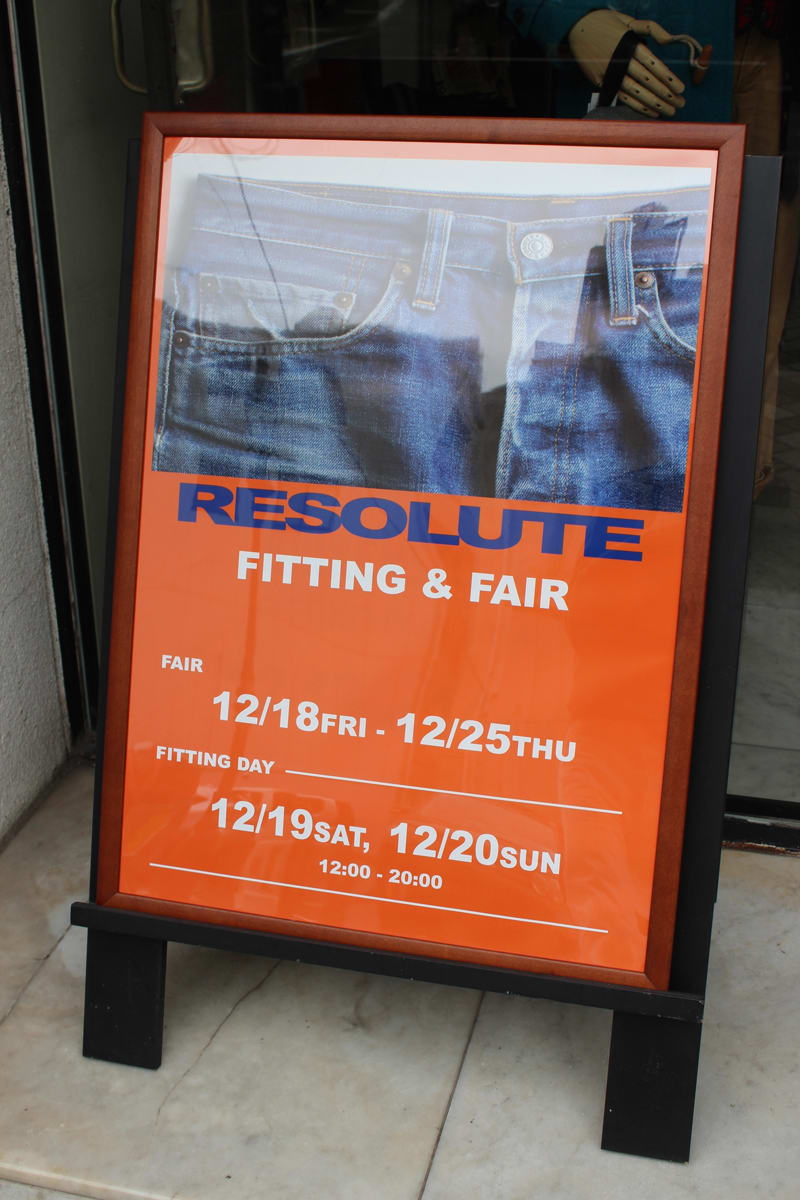 RESOLUTE
FITTING & FAIR
FAIR
12/18FRI - 12/25THU
FITTING DAY
12/19SAT, 12/20SUN
12:00 - 20:00